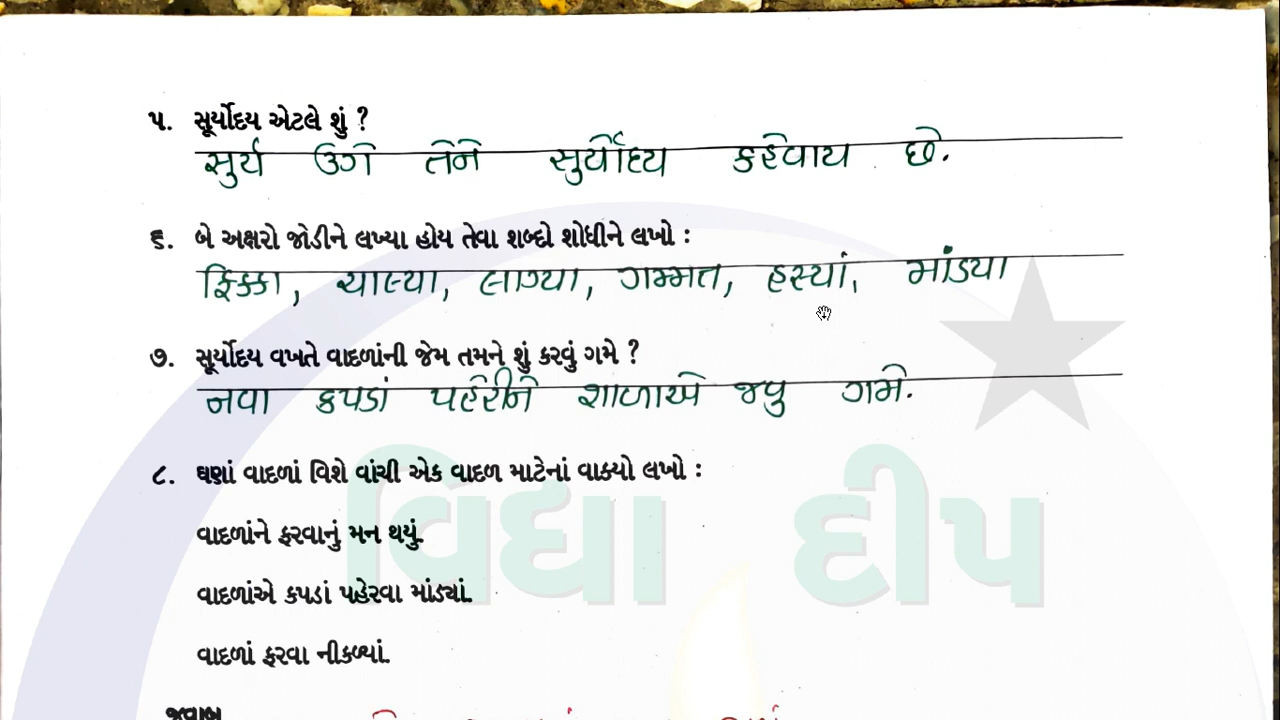 ૫. સૂર્યોદય એટલે શું ?
સુર્ય ઉગે તેને સુર્યોદય કહેવાય છે.
૬. બે અક્ષરો જોડીને લખ્યા હોય તેવા શબ્દો શોધીને લખો :
ફિક્કા, ચાલ્યા, લાગ્યા, ગમ્મત, હસ્યાં, માંડયા
૭. સૂર્યોદય વખતે વાદળાંની જેમ તમને શું કરવું ગમે ?
નવા કપડાં પહેરીને શાળાએ જવુ ગમે.
૮. ઘણાં વાદળાં વિશે વાંચી એક વાદળ માટેનાં વાક્યો લખો :
વાદળાંને ફરવાનું મન થયું.
વાદળાંએ કપડાં પહેરવા માંડ્યાં.
વાદળાં ફરવા નીકળ્યાં.
જવાબ
વિદ્યા દીપ